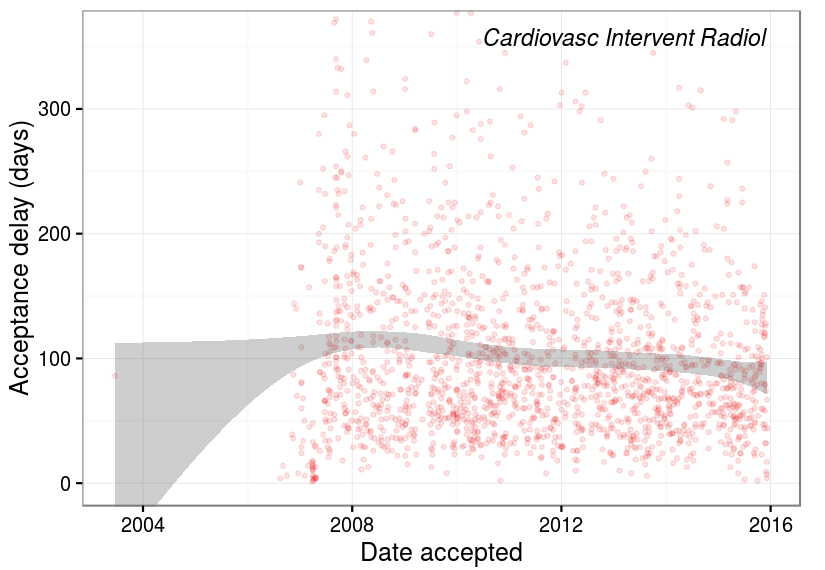 Cardiovasc Intervent Radiol
Acceptance delay (days)
300
200
100
0
2004 2008 2012 2016
Date accepted